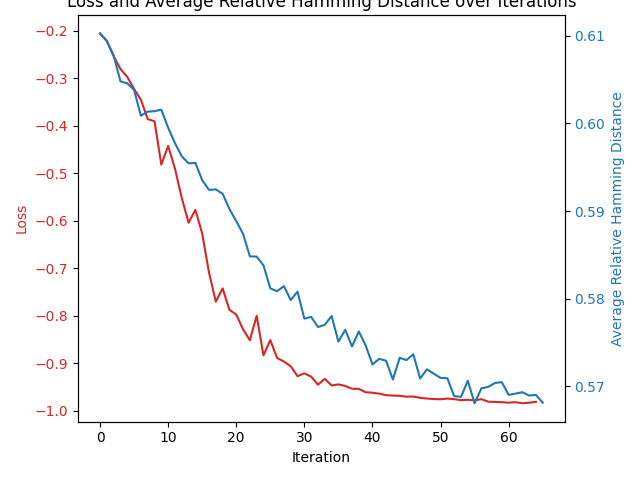 Loss and Average Relative Hamming Distance over Iterations
−0.2
−0.3
−0.4
−0.5
−0.6
−0.7
−0.8
−0.9
−1.0
Loss
0.61
0.60
0.59
0.58
0.57
Average Relative Hamming Distance
0 10 20 30 40 50 60
Iteration